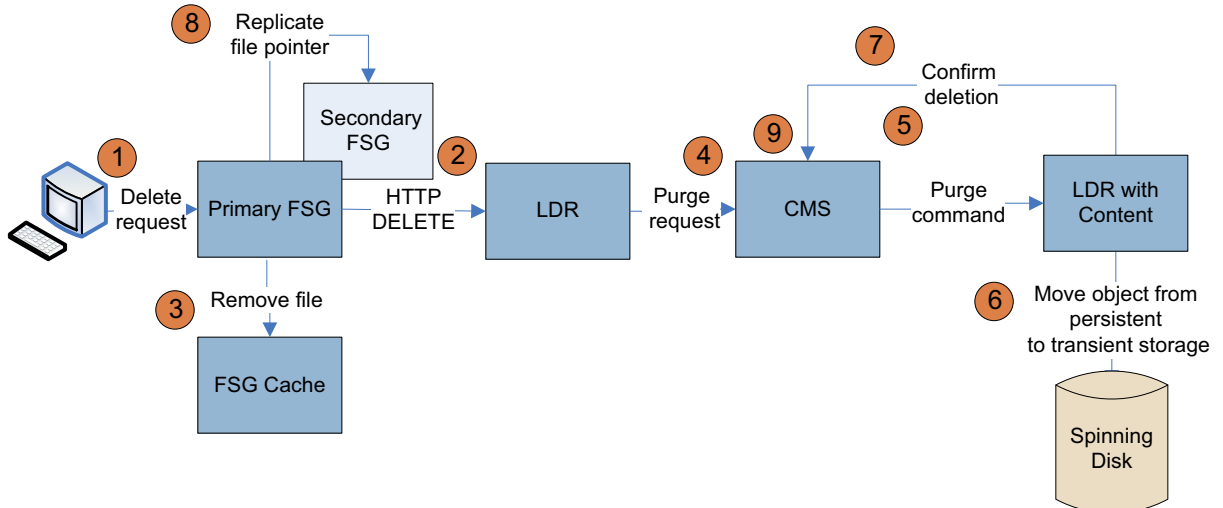 8
Replicate
file pointer
7
Confirm
deletion
Secondary
FSG
9
5
1
2
4
Delete
request
Primary FSG
HTTP
DELETE
LDR
Purge
request
CMS
Purge
command
LDR with
Content
3
Remove file
6
Move object from
persistent
to transient storage
FSG Cache
Spinning
Disk